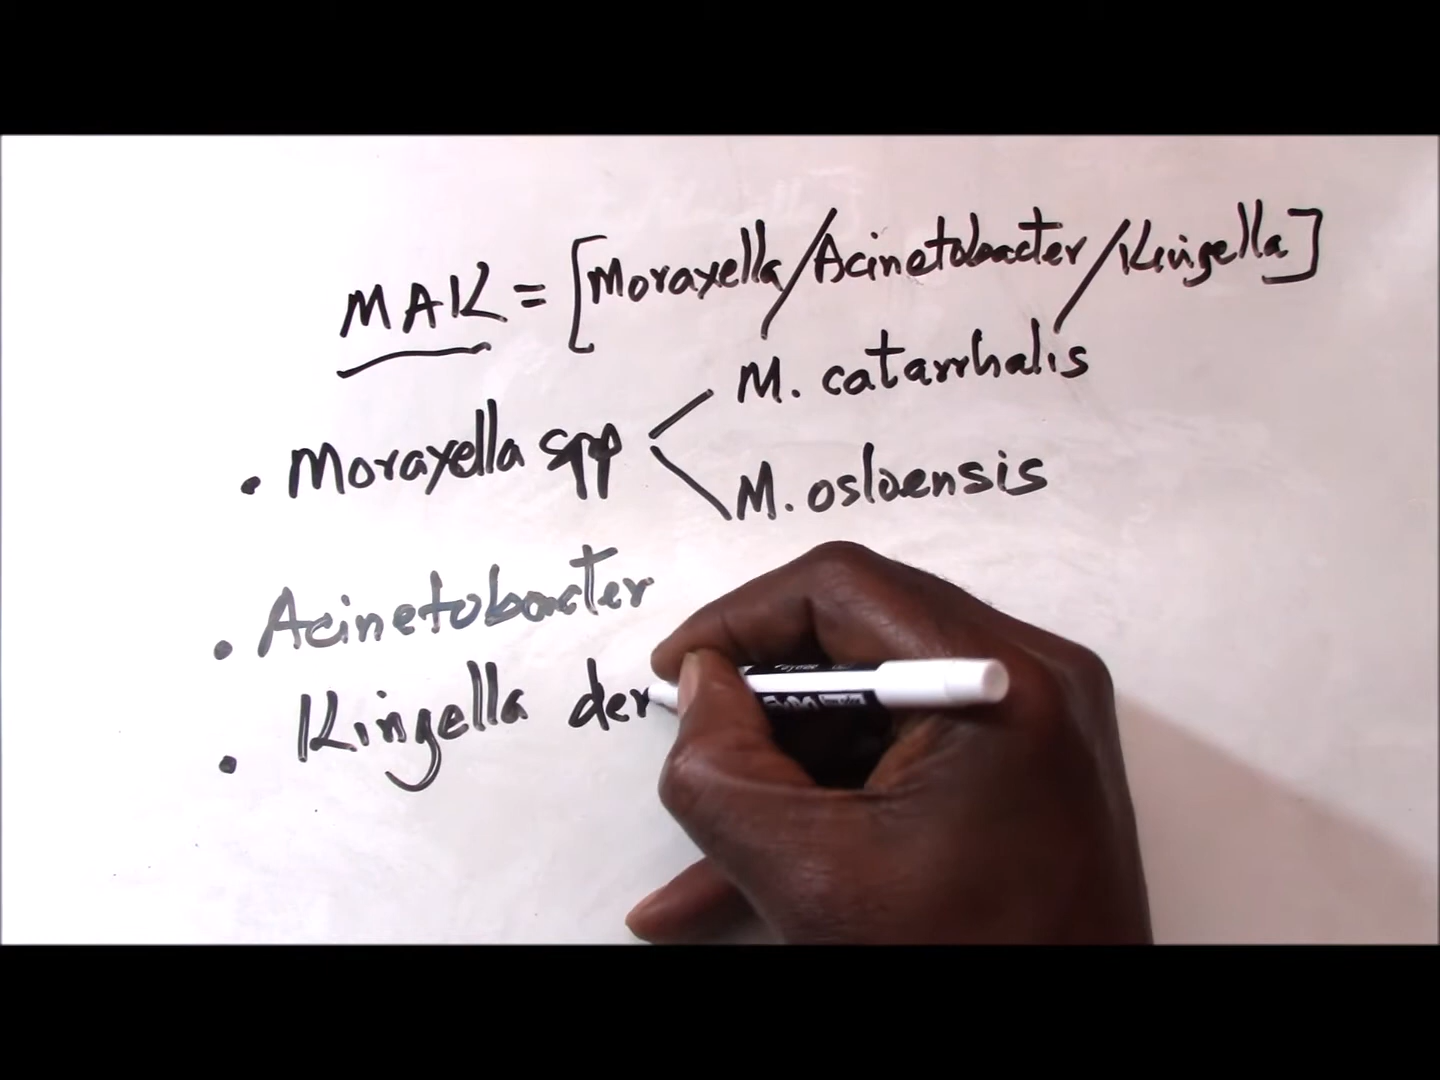 MAK = [Moraxella/Acinetobacter/Kingella]
M. catarrhalis
. Moraxella spp
M. osloensis
. Acinetobacter
. Kingella der